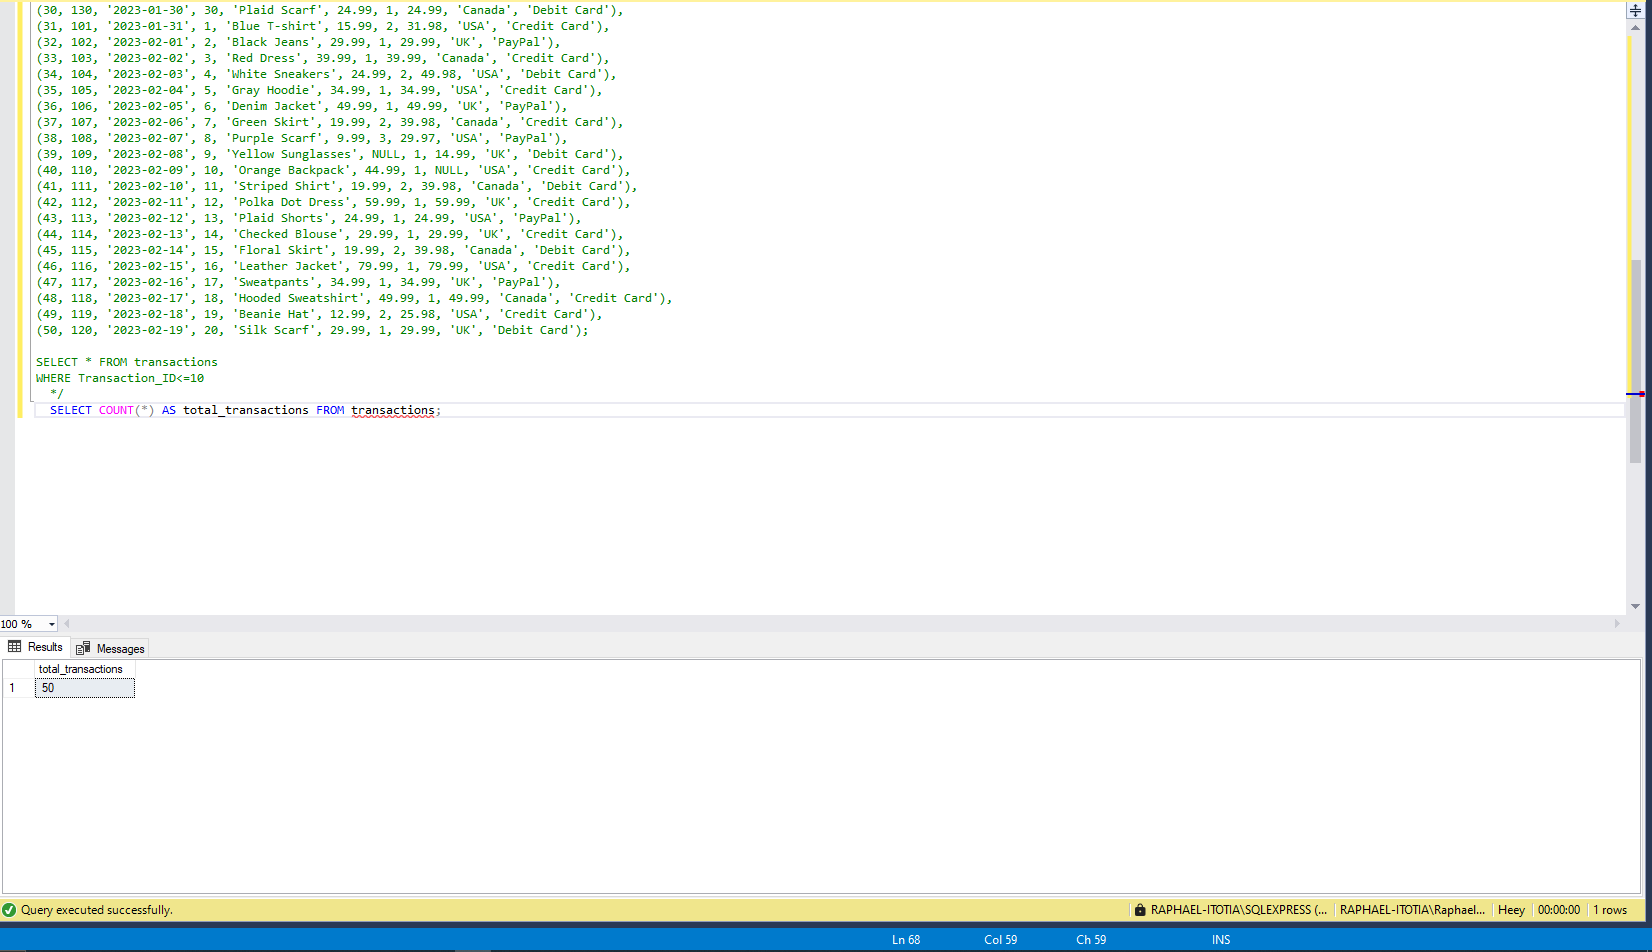 (30, 130, '2023-01-30', 30, 'Plaid Scarf', 24.99, 1, 24.99, 'Canada', 'Debit Card'),
(31, 101, '2023-01-31', 1, 'Blue T-shirt', 15.99, 2, 31.98, 'USA', 'Credit Card'),
(32, 102, '2023-02-01', 2, 'Black Jeans', 29.99, 1, 29.99, 'UK', 'PayPal'),
(33, 103, '2023-02-02', 3, 'Red Dress', 39.99, 1, 39.99, 'Canada', 'Credit Card'),
(34, 104, '2023-02-03', 4, 'White Sneakers', 24.99, 2, 49.98, 'USA', 'Debit Card'),
(35, 105, '2023-02-04', 5, 'Gray Hoodie', 34.99, 1, 34.99, 'USA', 'Credit Card'),
(36, 106, '2023-02-05', 6, 'Denim Jacket', 49.99, 1, 49.99, 'UK', 'PayPal'),
(37, 107, '2023-02-06', 7, 'Green Skirt', 19.99, 2, 39.98, 'Canada', 'Credit Card'),
(38, 108, '2023-02-07', 8, 'Purple Scarf', 9.99, 3, 29.97, 'USA', 'PayPal'),
(39, 109, '2023-02-08', 9, 'Yellow Sunglasses', NULL, 1, 14.99, 'UK', 'Debit Card'),
(40, 110, '2023-02-09', 10, 'Orange Backpack', 44.99, 1, NULL, 'USA', 'Credit Card'),
(41, 111, '2023-02-10', 11, 'Striped Shirt', 19.99, 2, 39.98, 'Canada', 'Debit Card'),
(42, 112, '2023-02-11', 12, 'Polka Dot Dress', 59.99, 1, 59.99, 'UK', 'Credit Card'),
(43, 113, '2023-02-12', 13, 'Plaid Shorts', 24.99, 1, 24.99, 'USA', 'PayPal'),
(44, 114, '2023-02-13', 14, 'Checked Blouse', 29.99, 1, 29.99, 'UK', 'Credit Card'),
(45, 115, '2023-02-14', 15, 'Floral Skirt', 19.99, 2, 39.98, 'Canada', 'Debit Card'),
(46, 116, '2023-02-15', 16, 'Leather Jacket', 79.99, 1, 79.99, 'USA', 'Credit Card'),
(47, 117, '2023-02-16', 17, 'Sweatpants', 34.99, 1, 34.99, 'UK', 'PayPal'),
(48, 118, '2023-02-17', 18, 'Hooded Sweatshirt', 49.99, 1, 49.99, 'Canada', 'Credit Card'),
(49, 119, '2023-02-18', 19, 'Beanie Hat', 12.99, 2, 25.98, 'USA', 'Credit Card'),
(50, 120, '2023-02-19', 20, 'Silk Scarf', 29.99, 1, 29.99, 'UK', 'Debit Card');
SELECT * FROM transactions
WHERE Transaction_ID<=10
*/
SELECT COUNT(*) AS total_transactions FROM transactions;
100 %
Results Messages
total_transactions
1 50
Query executed successfully. RAPHAEL-ITOTIA\SQLEXPRESS (... RAPHAEL-ITOTIA\Raphael... Heey 00:00:00 1 rows
Ln 68 Col 59 Ch 59 INS